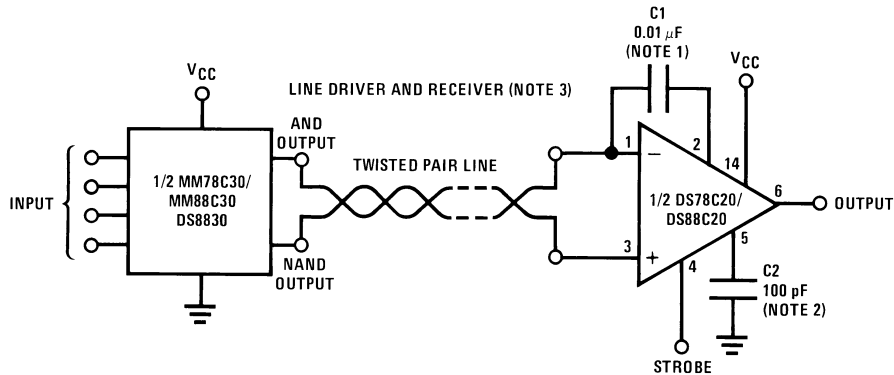 C1
0.01 μF
(NOTE 1)
VCC
VCC
LINE DRIVER AND RECEIVER (NOTE 3)
AND
OUTPUT
TWISTED PAIR LINE
1
2
14
INPUT
1/2 MM78C30/
MM88C30
DS8830
−
1/2 DS78C20/
DS88C20
6
OUTPUT
3
+
4
5
NAND
OUTPUT
C2
100 pF
(NOTE 2)
STROBE